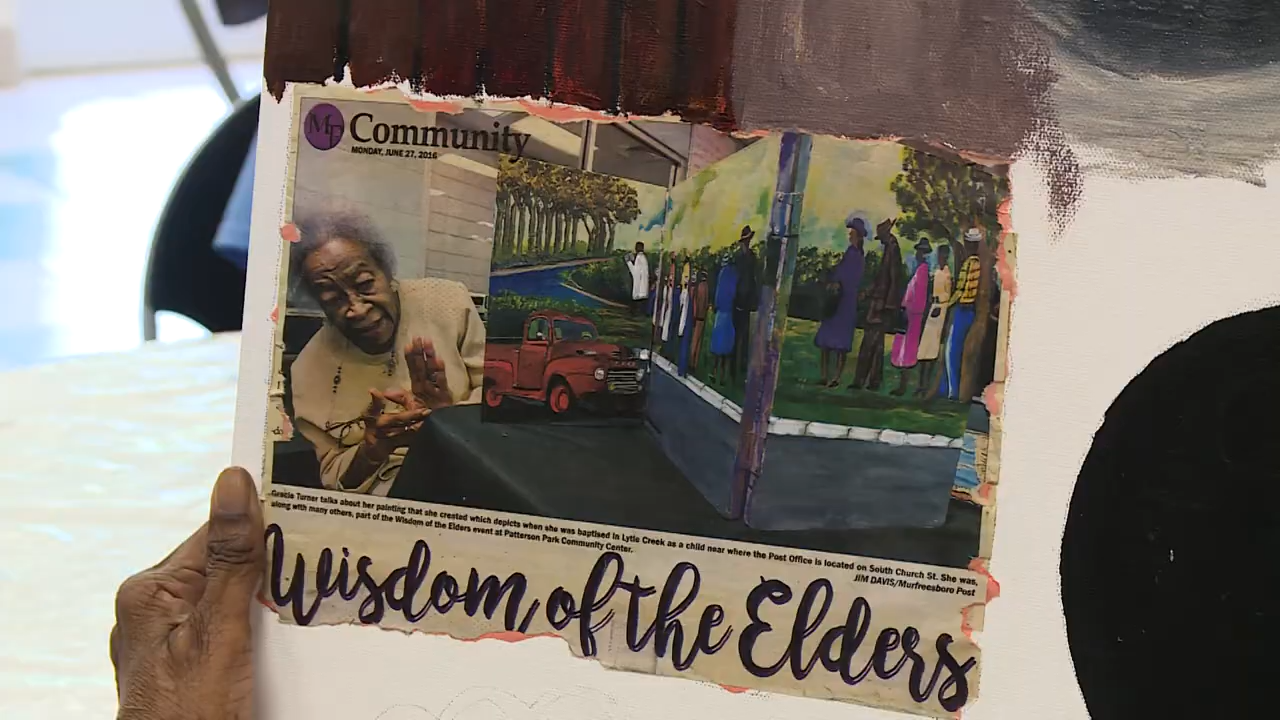 MP Community
MONDAY, JUNE 27, 2016
Gracie Turner talks about her painting that she created which depicts when she was baptised in Lytle Creek as a child near where the Post Office is located on South Church St. She was,
along with many others, part of the Wisdom of the Elders event at Patterson Park Community Center.
JIM DAVIS/Murfreesboro Post
Wisdom of the Elders